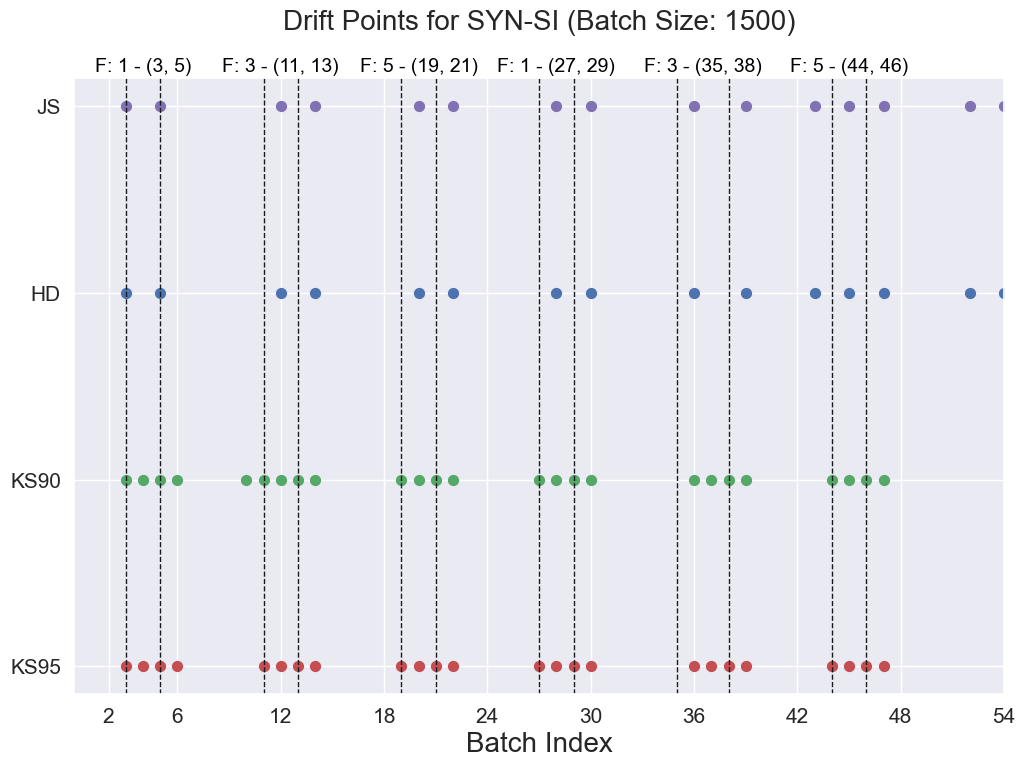 Drift Points for SYN-SI (Batch Size: 1500)
F: 1 - (3, 5) F: 3 - (11, 13) F: 5 - (19, 21) F: 1 - (27, 29) F: 3 - (35, 38) F: 5 - (44, 46)
JS
HD
KS90
KS95
2 6 12 18 24 30 36 42 48 54
Batch Index